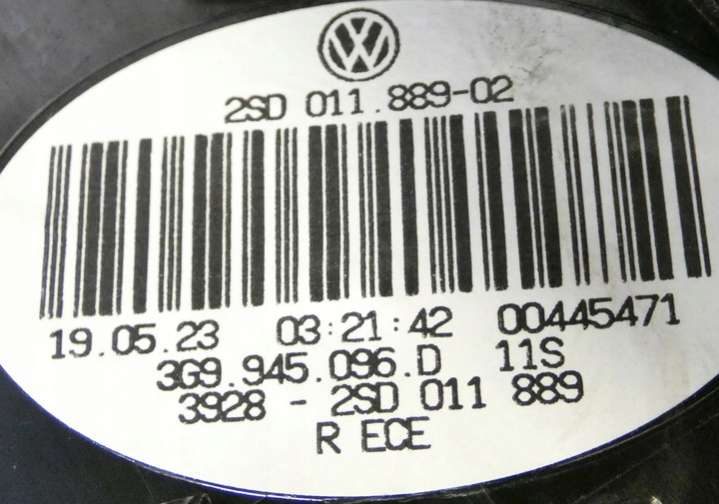 VW
2SD 011.889-02
19.05.23 03:21:42 00445471
3G9.945.096.D 11S
3928 - 2SD 011 889
R ECE